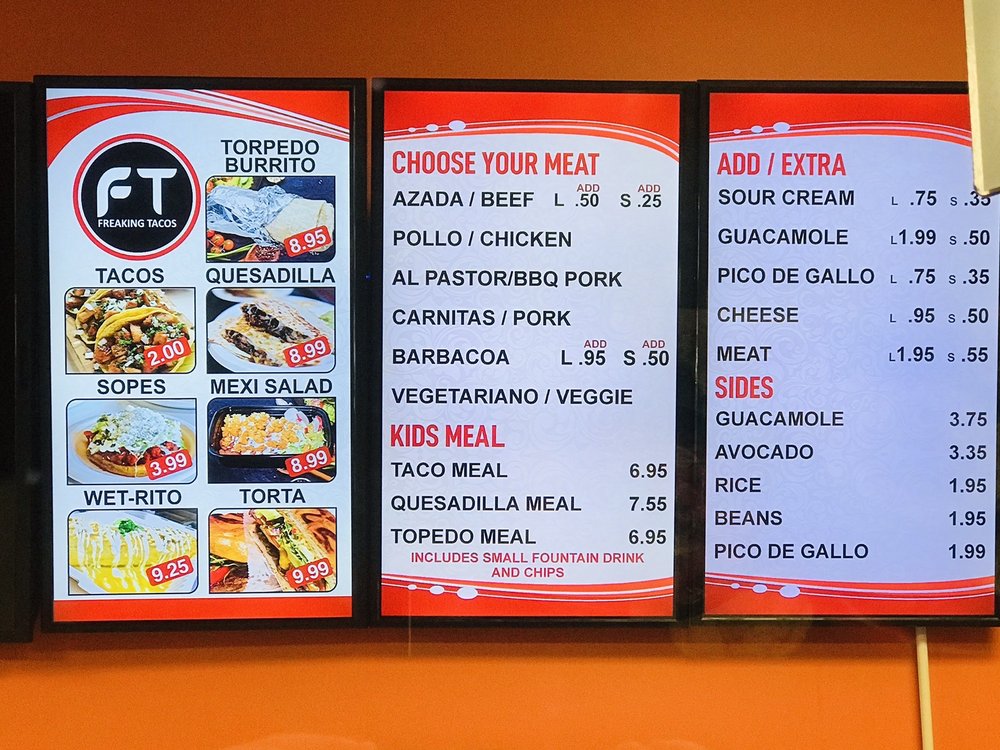 FT
FREAKING TACOS
TORPEDO
BURRITO
8.95
TACOS
2.00
QUESADILLA
8.99
SOPES
3.99
MEXI SALAD
8.99
WET-RITO
9.25
TORTA
9.99
CHOOSE YOUR MEAT
AZADA / BEEF L ADD .50 S ADD .25
POLLO / CHICKEN
AL PASTOR/BBQ PORK
CARNITAS / PORK
BARBACOA L ADD .95 S ADD .50
VEGETARIANO / VEGGIE
KIDS MEAL
TACO MEAL 6.95
QUESADILLA MEAL 7.55
TOPEDO MEAL 6.95
INCLUDES SMALL FOUNTAIN DRINK
AND CHIPS
ADD / EXTRA
SOUR CREAM L .75 S .35
GUACAMOLE L1.99 S .50
PICO DE GALLO L .75 S .35
CHEESE L .95 S .50
MEAT L1.95 S .55
SIDES
GUACAMOLE 3.75
AVOCADO 3.35
RICE 1.95
BEANS 1.95
PICO DE GALLO 1.99